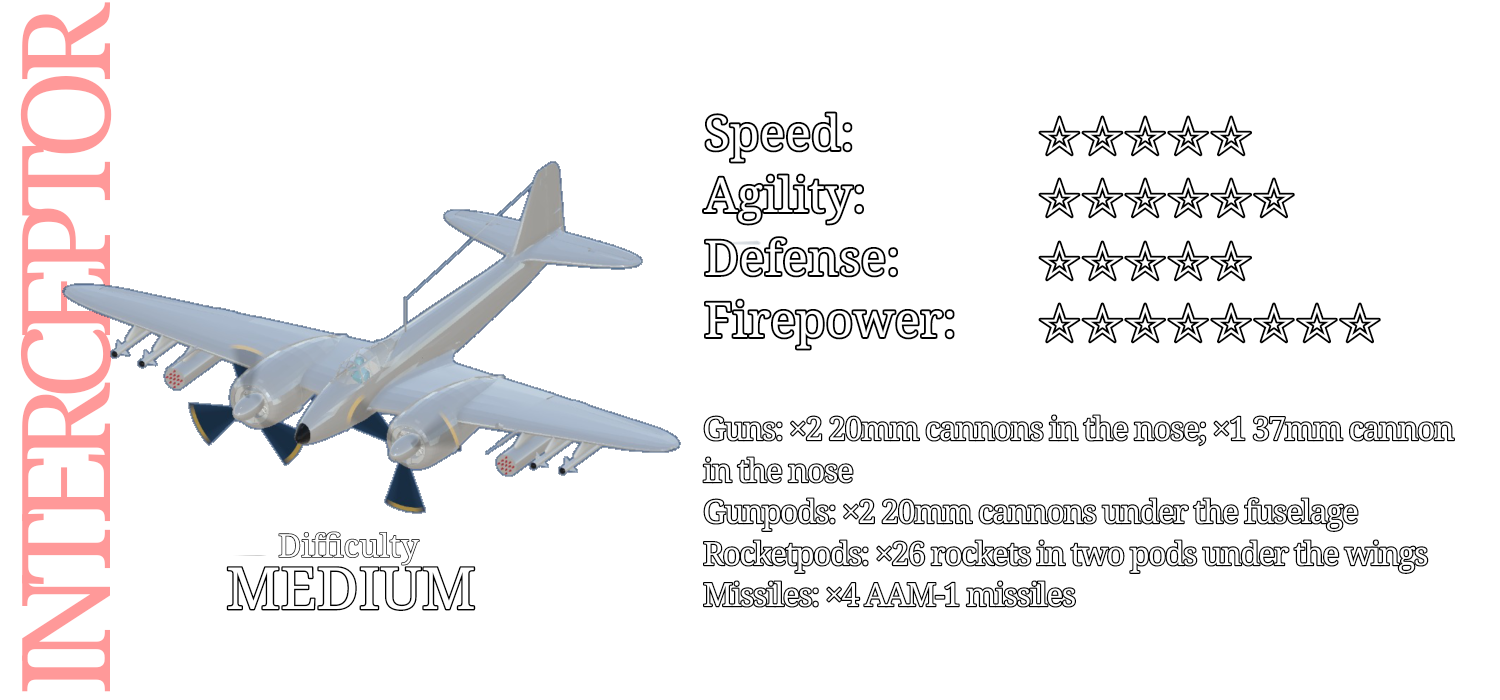 INTERCEPTOR
Speed: ☆☆☆☆☆
Agility: ☆☆☆☆☆☆
Defense: ☆☆☆☆☆
Firepower: ☆☆☆☆☆☆☆☆
Guns: ×2 20mm cannons in the nose; ×1 37mm cannon
in the nose
Gunpods: ×2 20mm cannons under the fuselage
Rocketpods: ×26 rockets in two pods under the wings
Missiles: ×4 AAM-1 missiles
Difficulty
MEDIUM